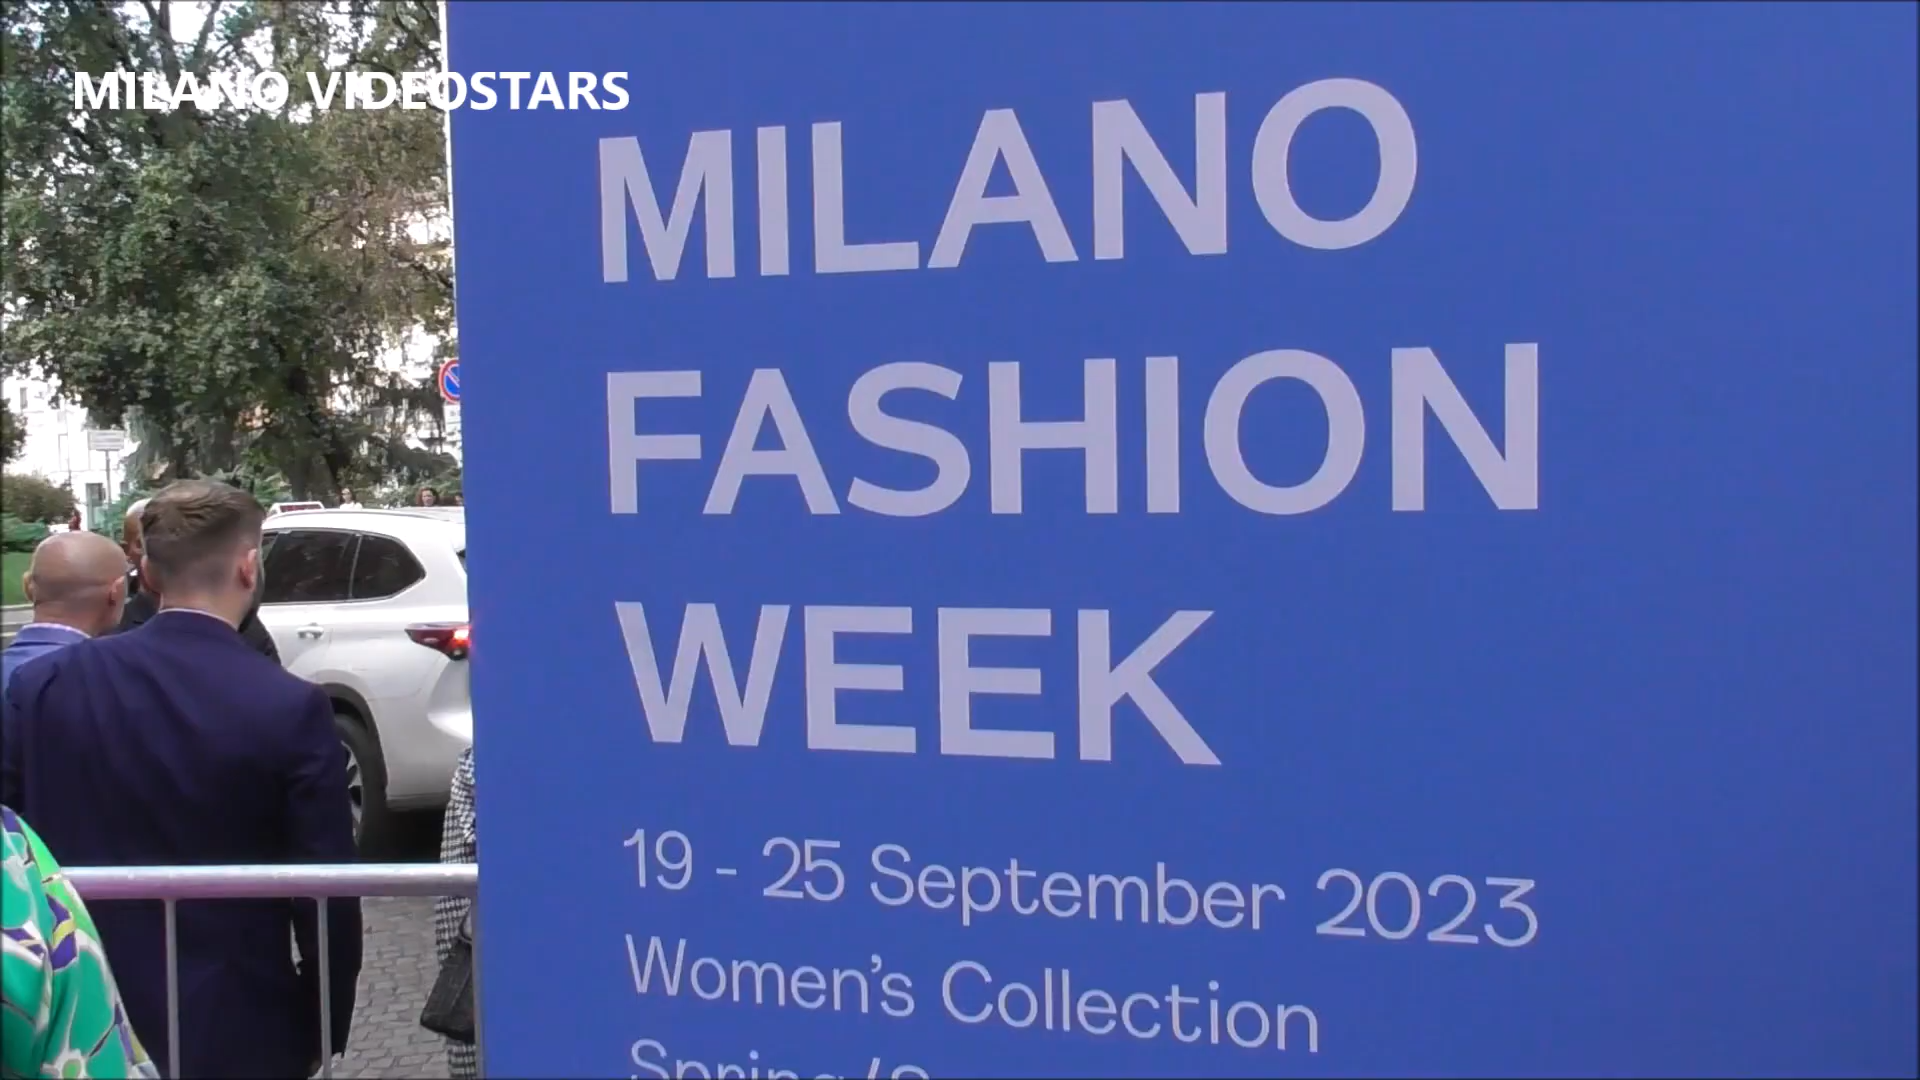 MILANO VIDEOSTARS
MILANO
FASHION
WEEK
19 - 25 September 2023
Women's Collection